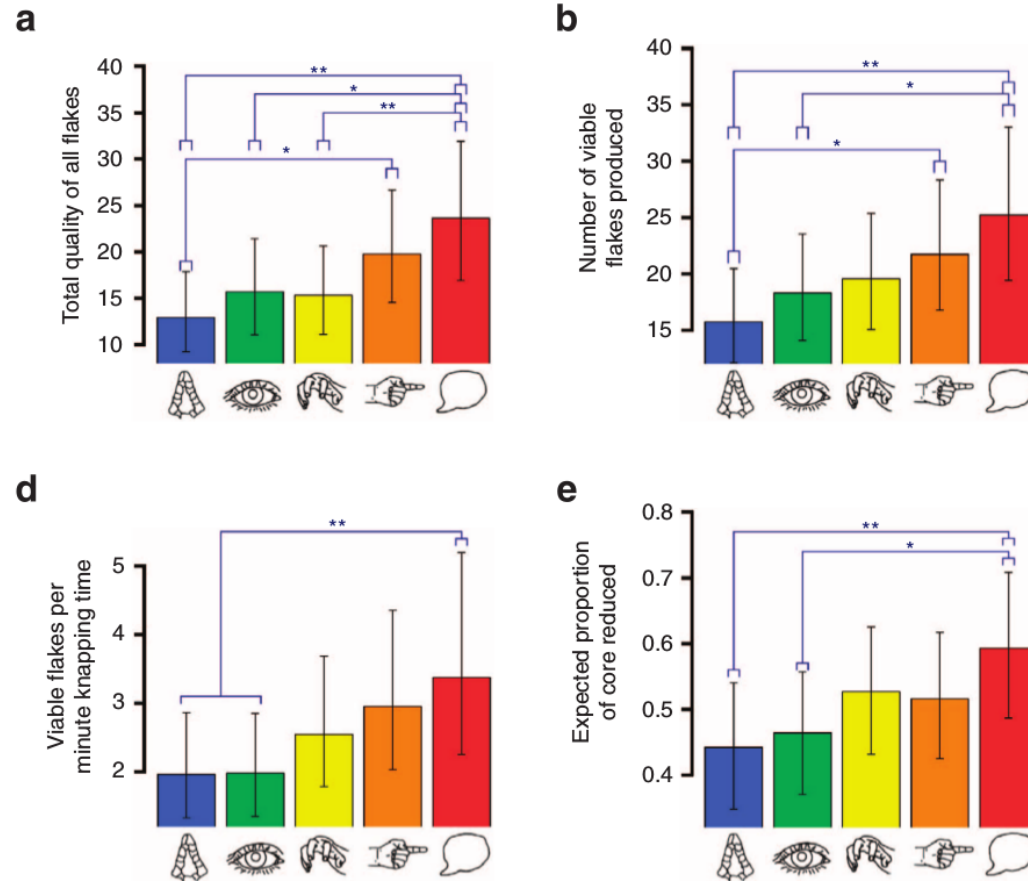 a
Total quality of all flakes
40
35
30
25
20
15
10
**
*
**
*
b
Number of viable
flakes produced
40
35
30
25
20
15
**
*
*
d
Viable flakes per
minute knapping time
5
4
3
2
**
e
Expected proportion
of core reduced
0.8
0.7
0.6
0.5
0.4
**
*